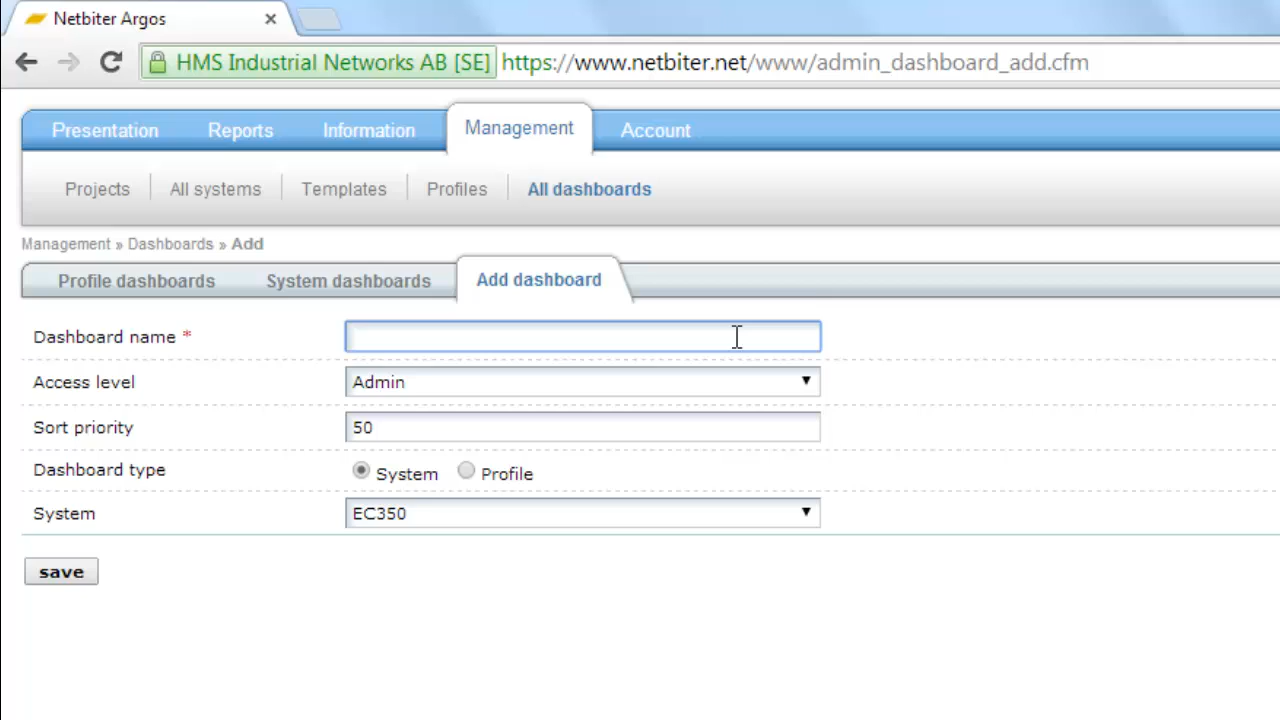 Netbiter Argos
HMS Industrial Networks AB [SE] https://www.netbiter.net/www/admin_dashboard_add.cfm
Presentation Reports Information Management Account
Projects All systems Templates Profiles All dashboards
Management » Dashboards » Add
Profile dashboards System dashboards Add dashboard
Dashboard name *
Access level Admin
Sort priority 50
Dashboard type System Profile
System EC350
save